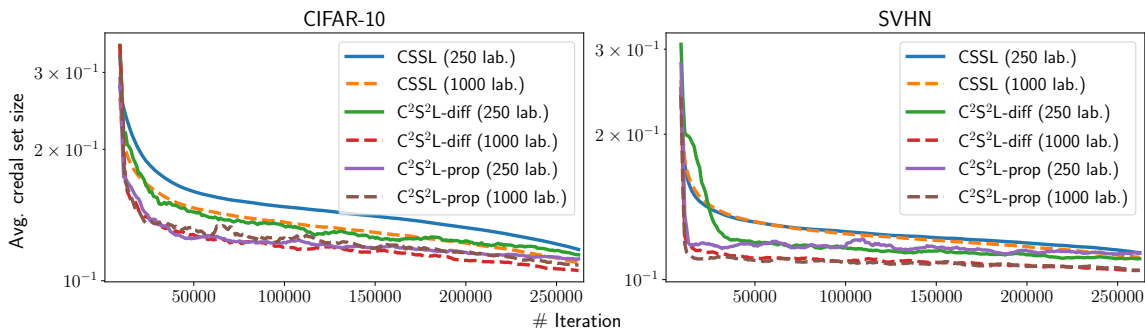 CIFAR-10
SVHN
Avg. credal set size
3 × 10⁻¹
2 × 10⁻¹
10⁻¹
CSSL (250 lab.)
CSSL (1000 lab.)
C²S²L-diff (250 lab.)
C²S²L-diff (1000 lab.)
C²S²L-prop (250 lab.)
C²S²L-prop (1000 lab.)
50000 100000 150000 200000 250000
3 × 10⁻¹
2 × 10⁻¹
10⁻¹
CSSL (250 lab.)
CSSL (1000 lab.)
C²S²L-diff (250 lab.)
C²S²L-diff (1000 lab.)
C²S²L-prop (250 lab.)
C²S²L-prop (1000 lab.)
50000 100000 150000 200000 250000
# Iteration